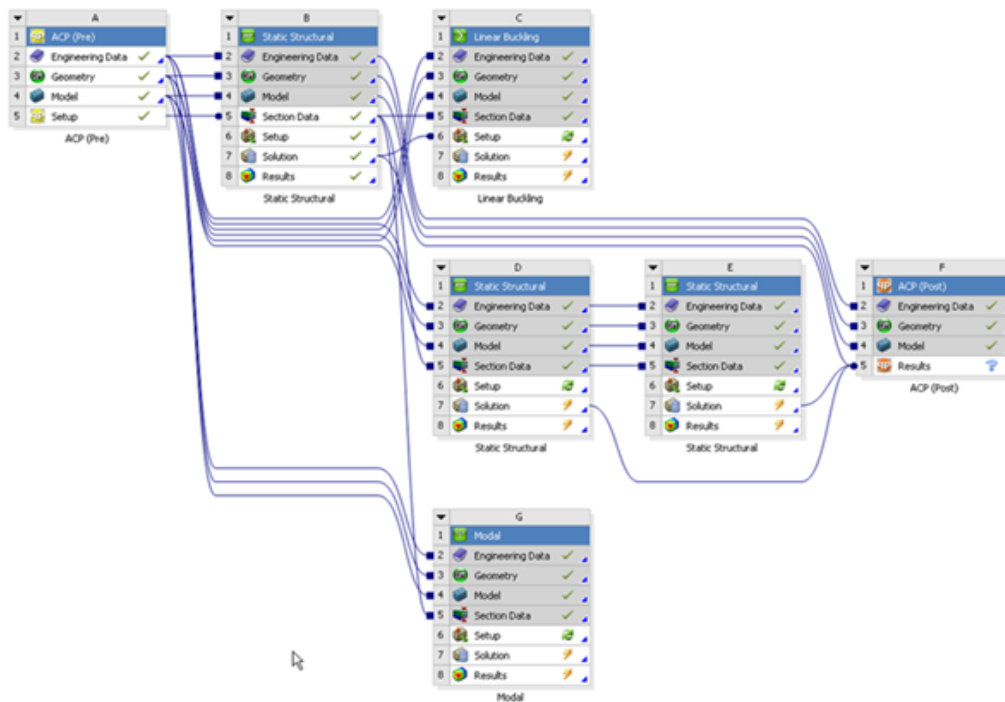 A
1 ACP (Pre)
2 Engineering Data
3 Geometry
4 Model
5 Setup
ACP (Pre)
B
1 Static Structural
2 Engineering Data
3 Geometry
4 Model
5 Section Data
6 Setup
7 Solution
8 Results
Static Structural
C
1 Linear Buckling
2 Engineering Data
3 Geometry
4 Model
5 Section Data
6 Setup
7 Solution
8 Results
Linear Buckling
D
1 Static Structural
2 Engineering Data
3 Geometry
4 Model
5 Section Data
6 Setup
7 Solution
8 Results
Static Structural
E
1 Static Structural
2 Engineering Data
3 Geometry
4 Model
5 Section Data
6 Setup
7 Solution
8 Results
Static Structural
F
1 ACP (Post)
2 Engineering Data
3 Geometry
4 Model
5 Results
ACP (Post)
G
1 Modal
2 Engineering Data
3 Geometry
4 Model
5 Section Data
6 Setup
7 Solution
8 Results
Modal